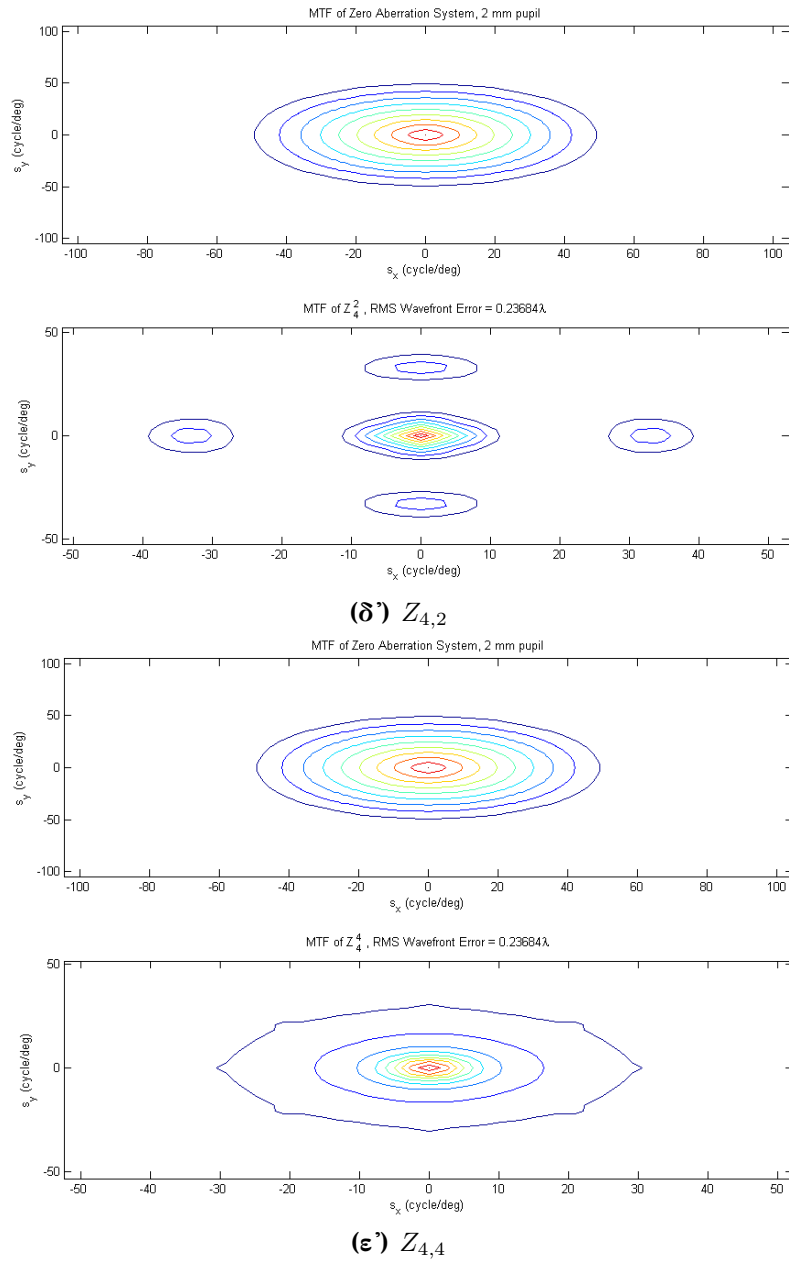 MTF of Zero Aberration System, 2 mm pupil
100
50
0
-50
-100
s_y (cycle/deg)
-100 -80 -60 -40 -20 0 20 40 60 80 100
s_x (cycle/deg)
MTF of Z_4^2 , RMS Wavefront Error = 0.23684λ
50
0
-50
s_y (cycle/deg)
-50 -40 -30 -20 -10 0 10 20 30 40 50
s_x (cycle/deg)
(δ') Z_{4,2}
MTF of Zero Aberration System, 2 mm pupil
100
50
0
-50
-100
s_y (cycle/deg)
-100 -80 -60 -40 -20 0 20 40 60 80 100
s_x (cycle/deg)
MTF of Z_4^4 , RMS Wavefront Error = 0.23684λ
50
0
-50
s_y (cycle/deg)
-50 -40 -30 -20 -10 0 10 20 30 40 50
s_x (cycle/deg)
(ε') Z_{4,4}